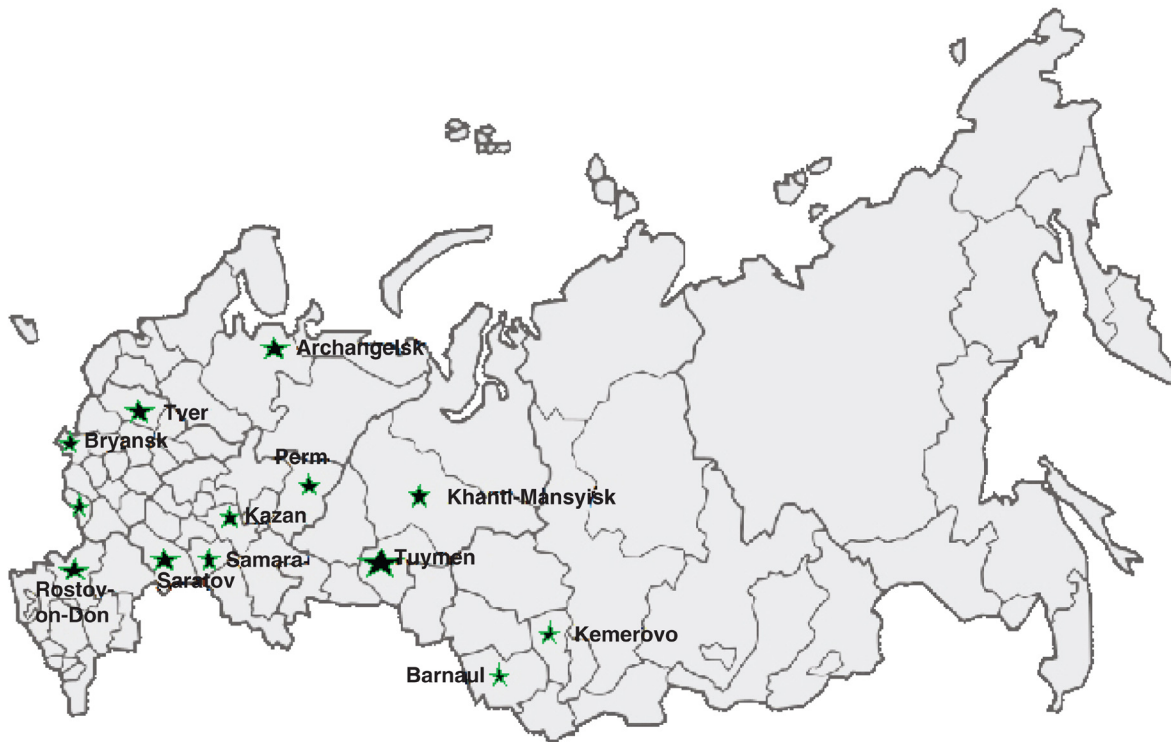 Archangelsk
Tver
Bryansk
Perm
Khanti-Mansyisk
Kazan
Tuymen
Samara
Saratov
Rostov-
on-Don
Kemerovo
Barnaul